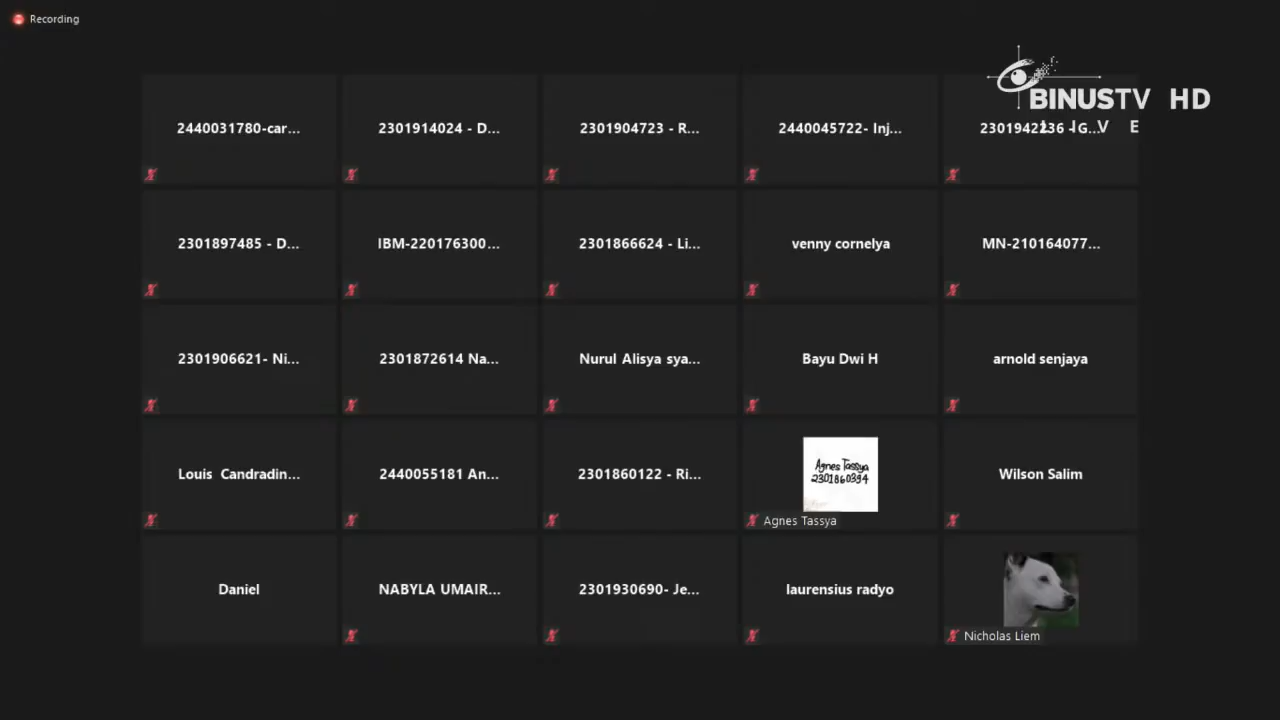 Recording
BINUSTV HD
LIVE
2440031780-car...
2301914024 - D...
2301904723 - R...
2440045722- Inj...
2301942236 - G...
2301897485 - D...
IBM-220176300...
2301866624 - Li...
venny cornelya
MN-210164077...
2301906621- Ni...
2301872614 Na...
Nurul Alisya sya...
Bayu Dwi H
arnold senjaya
Louis Candradin...
2440055181 An...
2301860122 - Ri...
Agnes Tassya
2301860394
Agnes Tassya
Wilson Salim
Daniel
NABYLA UMAIR...
2301930690- Je...
laurensius radyo
Nicholas Liem